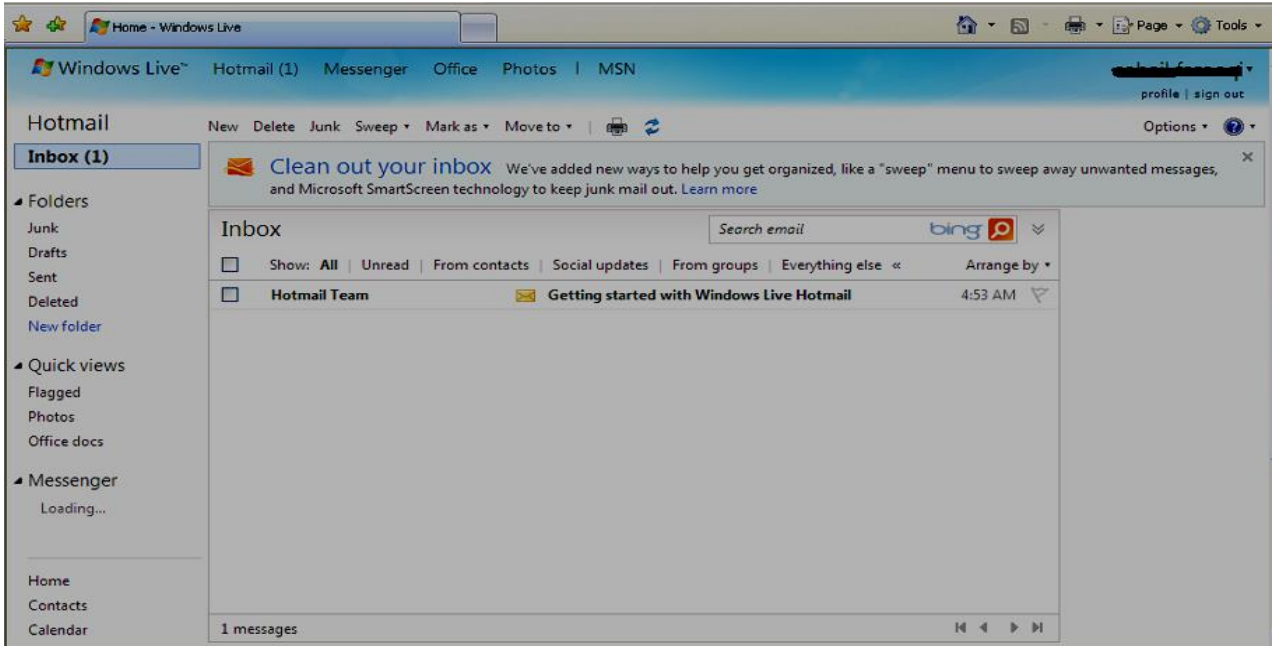 Home - Windows Live
Page Tools
Windows Live™ Hotmail (1) Messenger Office Photos | MSN
profile | sign out
Hotmail New Delete Junk Sweep Mark as Move to | Options
Inbox (1)
Clean out your inbox We've added new ways to help you get organized, like a "sweep" menu to sweep away unwanted messages,
and Microsoft SmartScreen technology to keep junk mail out. Learn more
Folders
Junk
Drafts
Sent
Deleted
New folder
Quick views
Flagged
Photos
Office docs
Messenger
Loading...
Home
Contacts
Calendar
Inbox Search email bing
Show: All | Unread | From contacts | Social updates | From groups | Everything else « Arrange by
Hotmail Team Getting started with Windows Live Hotmail 4:53 AM
1 messages